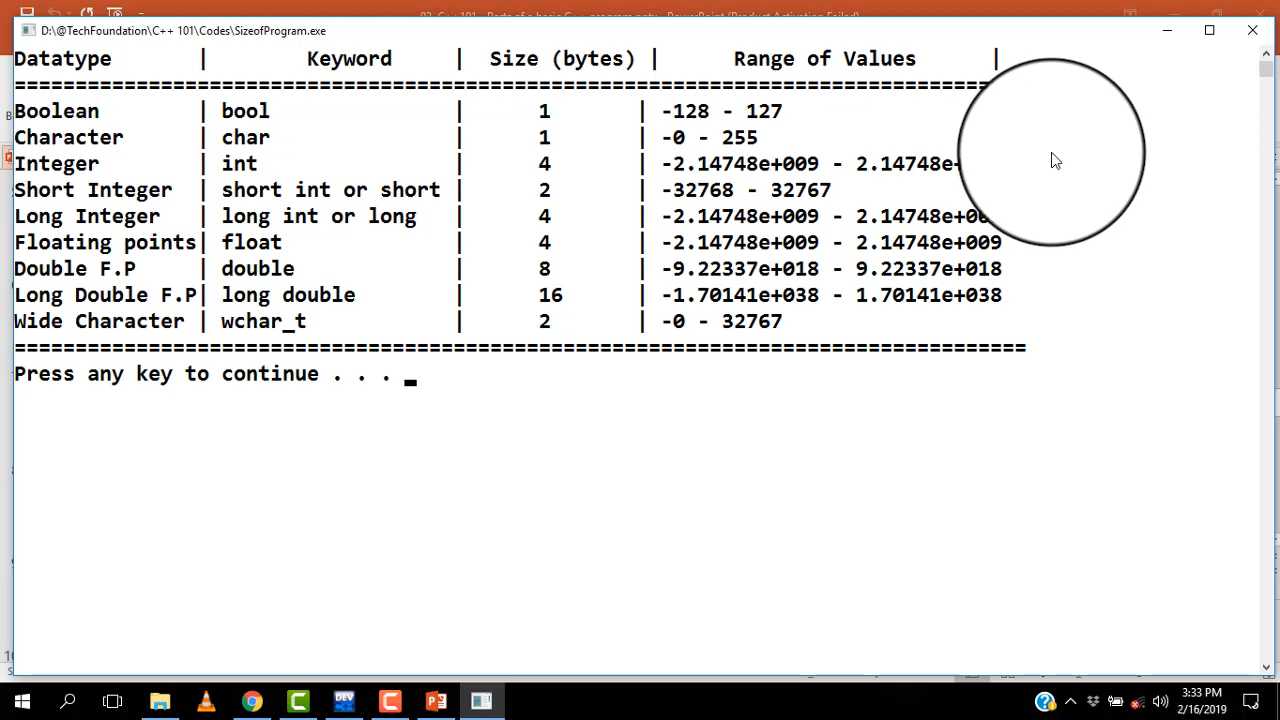 D:\@TechFoundation\C++ 101\Codes\SizeofProgram.exe
Datatype | Keyword | Size (bytes) | Range of Values |
===================================================================================
Boolean | bool 1 | -128 - 127
Character | char | 1 | -0 - 255
Integer | int | 4 | -2.14748e+009 - 2.14748e+
Short Integer | short int or short | 2 | -32768 - 32767
Long Integer | long int or long | 4 | -2.14748e+009 - 2.14748e+00
Floating points| float | 4 | -2.14748e+009 - 2.14748e+009
Double F.P | double | 8 | -9.22337e+018 - 9.22337e+018
Long Double F.P| long double | 16 | -1.70141e+038 - 1.70141e+038
Wide Character | wchar_t | 2 | -0 - 32767
===================================================================================
Press any key to continue . . . _
DEV
3:33 PM
2/16/2019